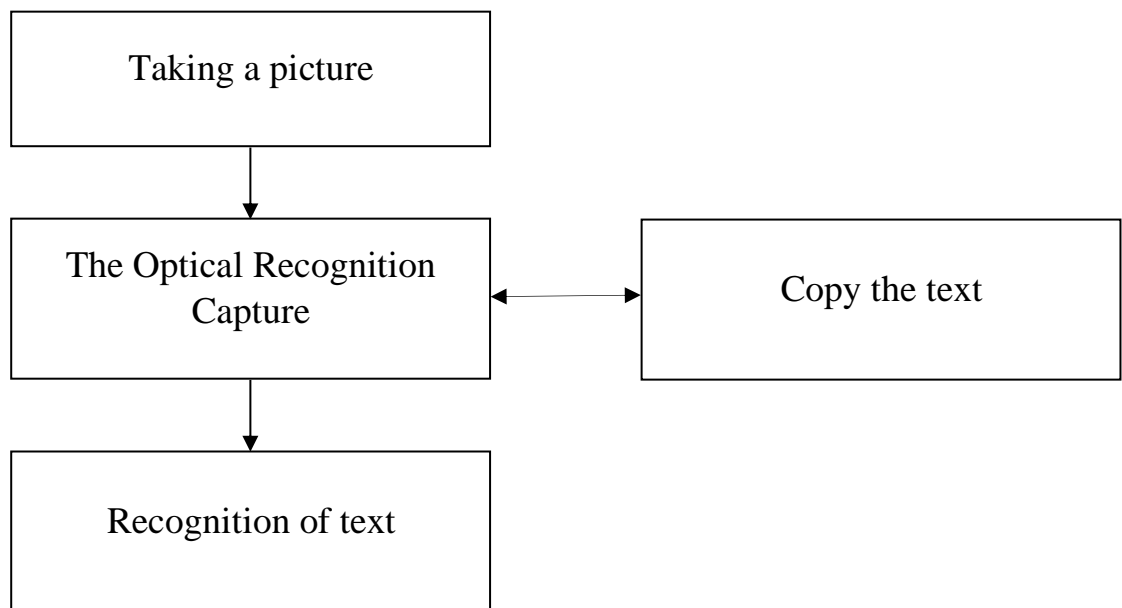 Taking a picture
The Optical Recognition
Capture
Copy the text
Recognition of text